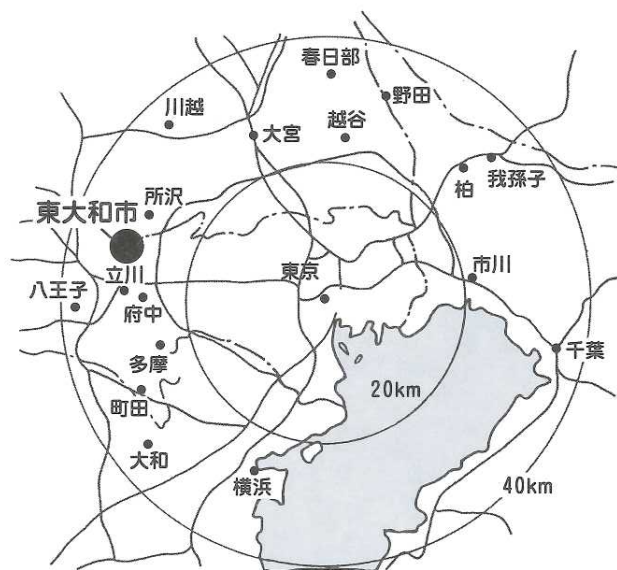 春日部
野田
川越
大宮
越谷
柏
我孫子
所沢
東大和市
東京
市川
立川
八王子
府中
千葉
多摩
町田
20km
大和
横浜
40km